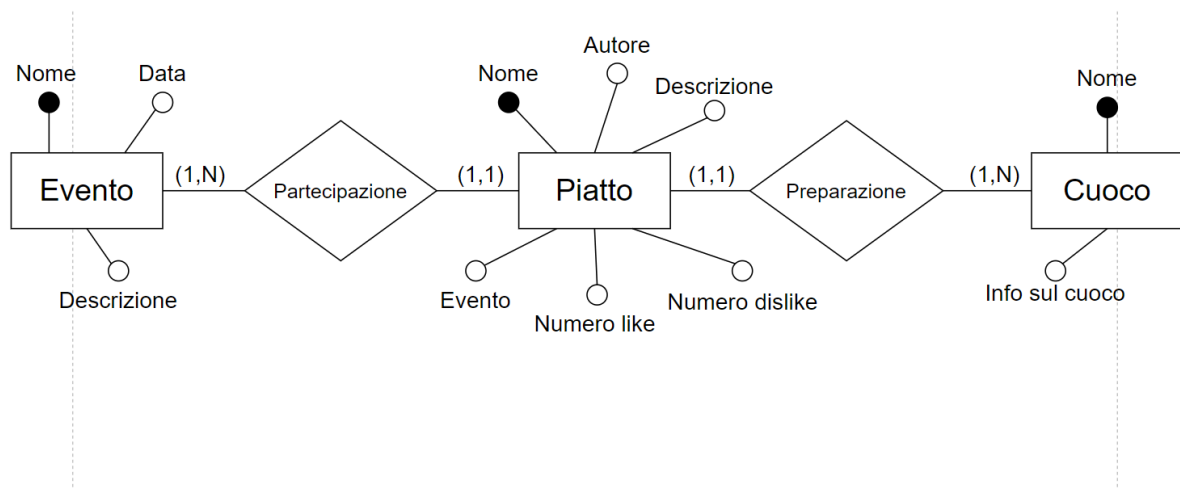 Autore
Nome
Data
Nome
Descrizione
Nome
Evento
(1,N)
Partecipazione
(1,1)
Piatto
(1,1)
Preparazione
(1,N)
Cuoco
Descrizione
Evento
Numero like
Numero dislike
Info sul cuoco